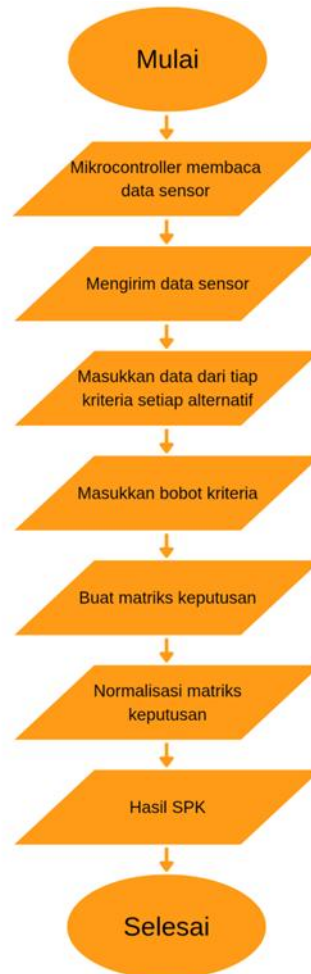 Mulai
Mikrocontroller membaca
data sensor
Mengirim data sensor
Masukkan data dari tiap
kriteria setiap alternatif
Masukkan bobot kriteria
Buat matriks keputusan
Normalisasi matriks
keputusan
Hasil SPK
Selesai